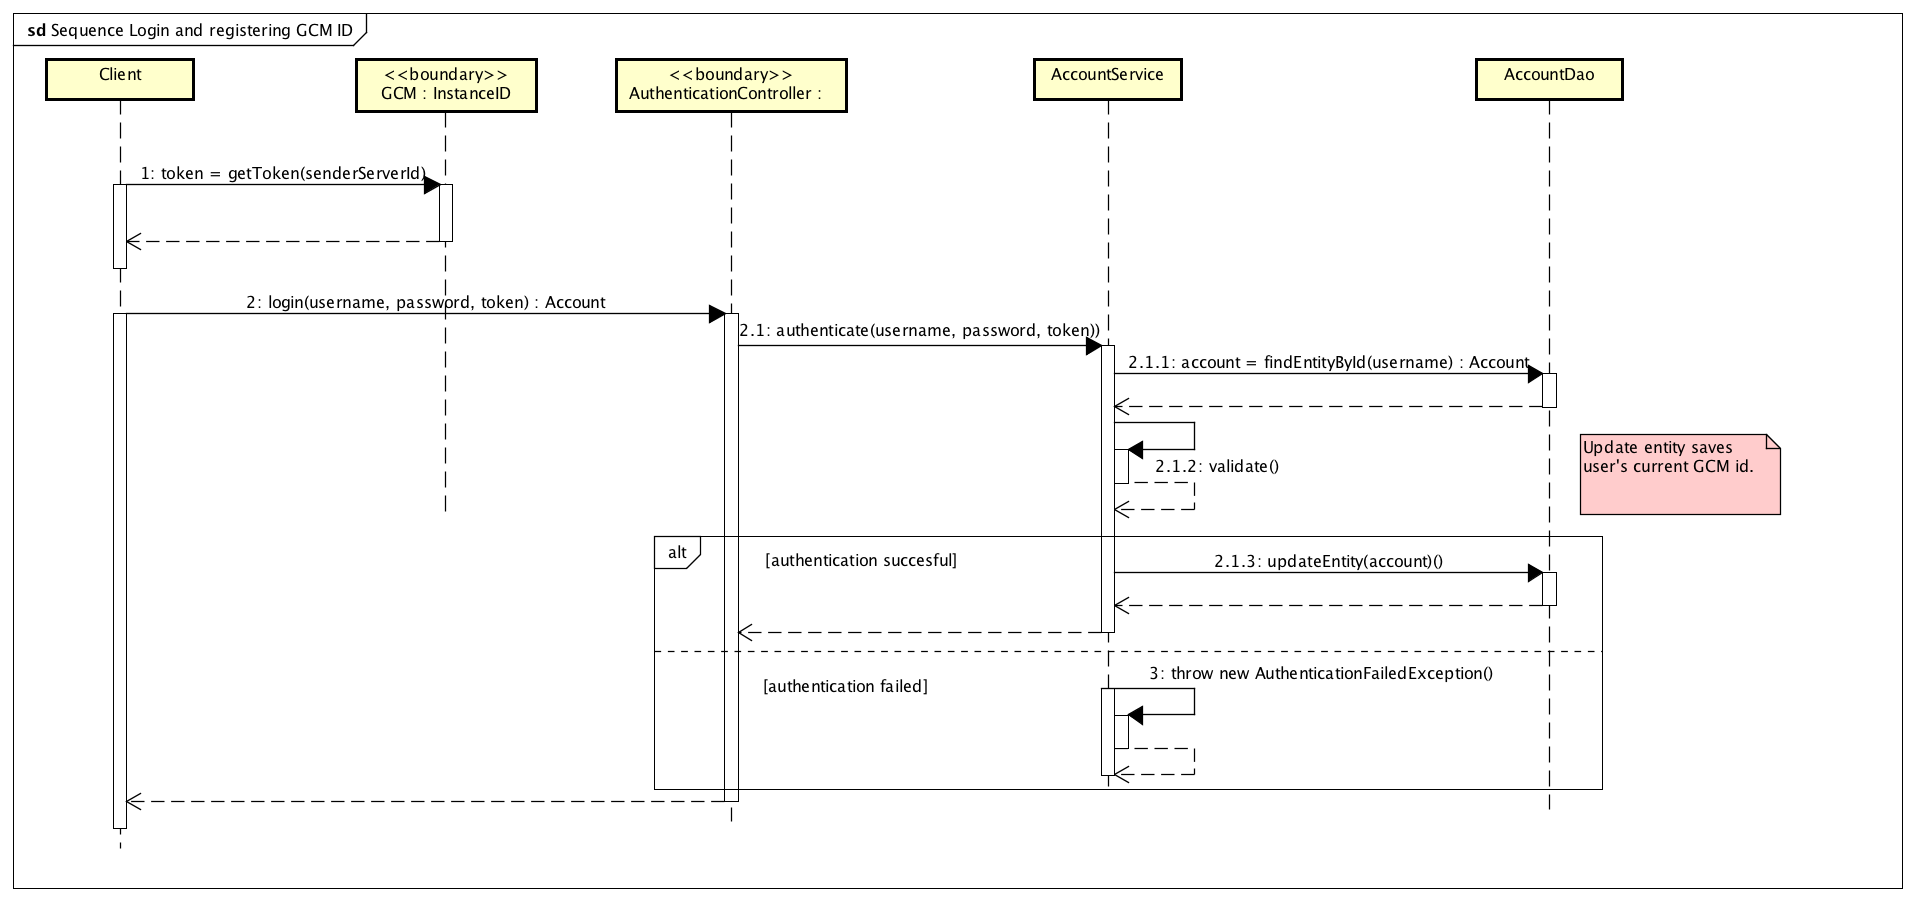 sd Sequence Login and registering GCM ID
Client
<<boundary>>
GCM : InstanceID
<<boundary>>
AuthenticationController :
AccountService
AccountDao
1: token = getToken(senderServerId)
2: login(username, password, token) : Account
2.1: authenticate(username, password, token))
2.1.1: account = findEntityById(username) : Account
Update entity saves
user's current GCM id.
2.1.2: validate()
alt
[authentication succesful]
2.1.3: updateEntity(account)()
3: throw new AuthenticationFailedException()
[authentication failed]